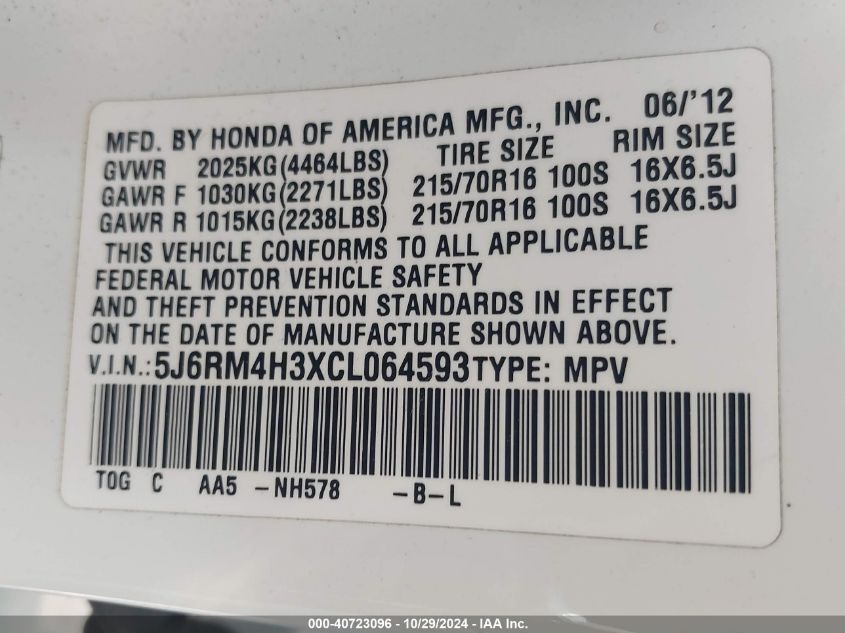 MFD. BY HONDA OF AMERICA MFG., INC. 06/'12
GVWR 2025KG(4464LBS) TIRE SIZE RIM SIZE
GAWR F 1030KG(2271LBS) 215/70R16 100S 16X6.5J
GAWR R 1015KG(2238LBS) 215/70R16 100S 16X6.5J
THIS VEHICLE CONFORMS TO ALL APPLICABLE
FEDERAL MOTOR VEHICLE SAFETY
AND THEFT PREVENTION STANDARDS IN EFFECT
ON THE DATE OF MANUFACTURE SHOWN ABOVE.
V.I.N.:5J6RM4H3XCL064593TYPE: MPV
TOG C AA5 -NH578 -B-L
000-40723096 - 10/29/2024 - IAA Inc.